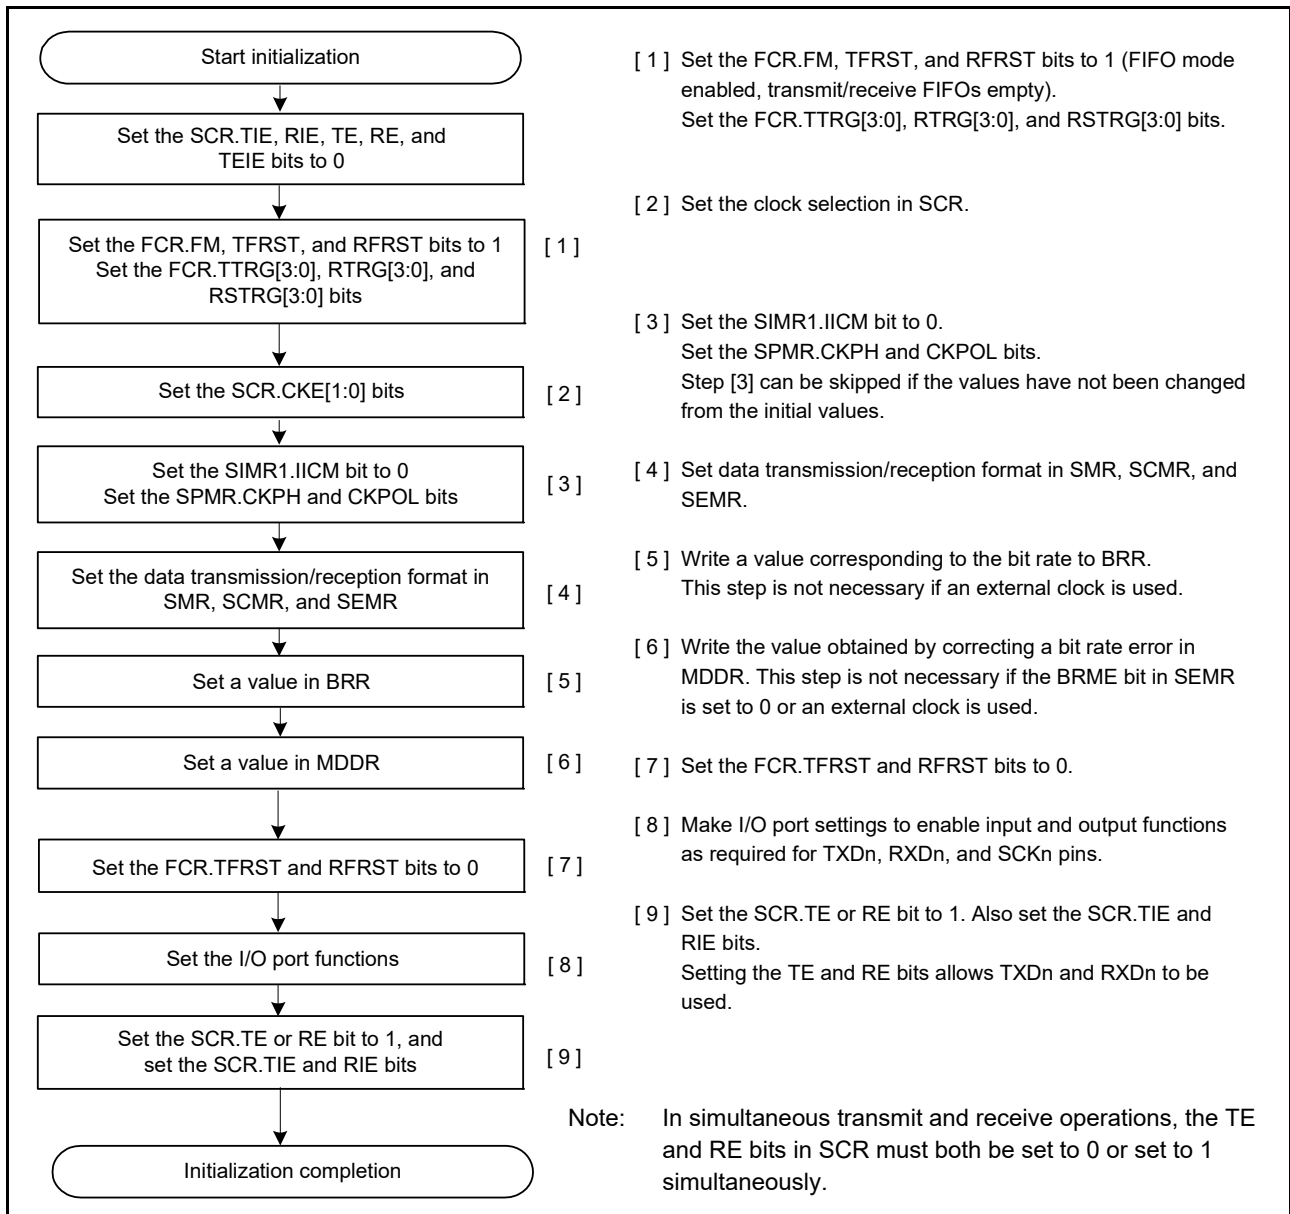 Start initialization
Set the SCR.TIE, RIE, TE, RE, and
TEIE bits to 0
Set the FCR.FM, TFRST, and RFRST bits to 1
Set the FCR.TTRG[3:0], RTRG[3:0], and
RSTRG[3:0] bits
[ 1 ]
Set the SCR.CKE[1:0] bits
[ 2 ]
Set the SIMR1.IICM bit to 0
Set the SPMR.CKPH and CKPOL bits
[ 3 ]
Set the data transmission/reception format in
SMR, SCMR, and SEMR
[ 4 ]
Set a value in BRR
[ 5 ]
Set a value in MDDR
[ 6 ]
Set the FCR.TFRST and RFRST bits to 0
[ 7 ]
Set the I/O port functions
[ 8 ]
Set the SCR.TE or RE bit to 1, and
set the SCR.TIE and RIE bits
[ 9 ]
Initialization completion
[ 1 ] Set the FCR.FM, TFRST, and RFRST bits to 1 (FIFO mode
enabled, transmit/receive FIFOs empty).
Set the FCR.TTRG[3:0], RTRG[3:0], and RSTRG[3:0] bits.
[ 2 ] Set the clock selection in SCR.
[ 3 ] Set the SIMR1.IICM bit to 0.
Set the SPMR.CKPH and CKPOL bits.
Step [3] can be skipped if the values have not been changed
from the initial values.
[ 4 ] Set data transmission/reception format in SMR, SCMR, and
SEMR.
[ 5 ] Write a value corresponding to the bit rate to BRR.
This step is not necessary if an external clock is used.
[ 6 ] Write the value obtained by correcting a bit rate error in
MDDR. This step is not necessary if the BRME bit in SEMR
is set to 0 or an external clock is used.
[ 7 ] Set the FCR.TFRST and RFRST bits to 0.
[ 8 ] Make I/O port settings to enable input and output functions
as required for TXDn, RXDn, and SCKn pins.
[ 9 ] Set the SCR.TE or RE bit to 1. Also set the SCR.TIE and
RIE bits.
Setting the TE and RE bits allows TXDn and RXDn to be
used.
Note: In simultaneous transmit and receive operations, the TE
and RE bits in SCR must both be set to 0 or set to 1
simultaneously.